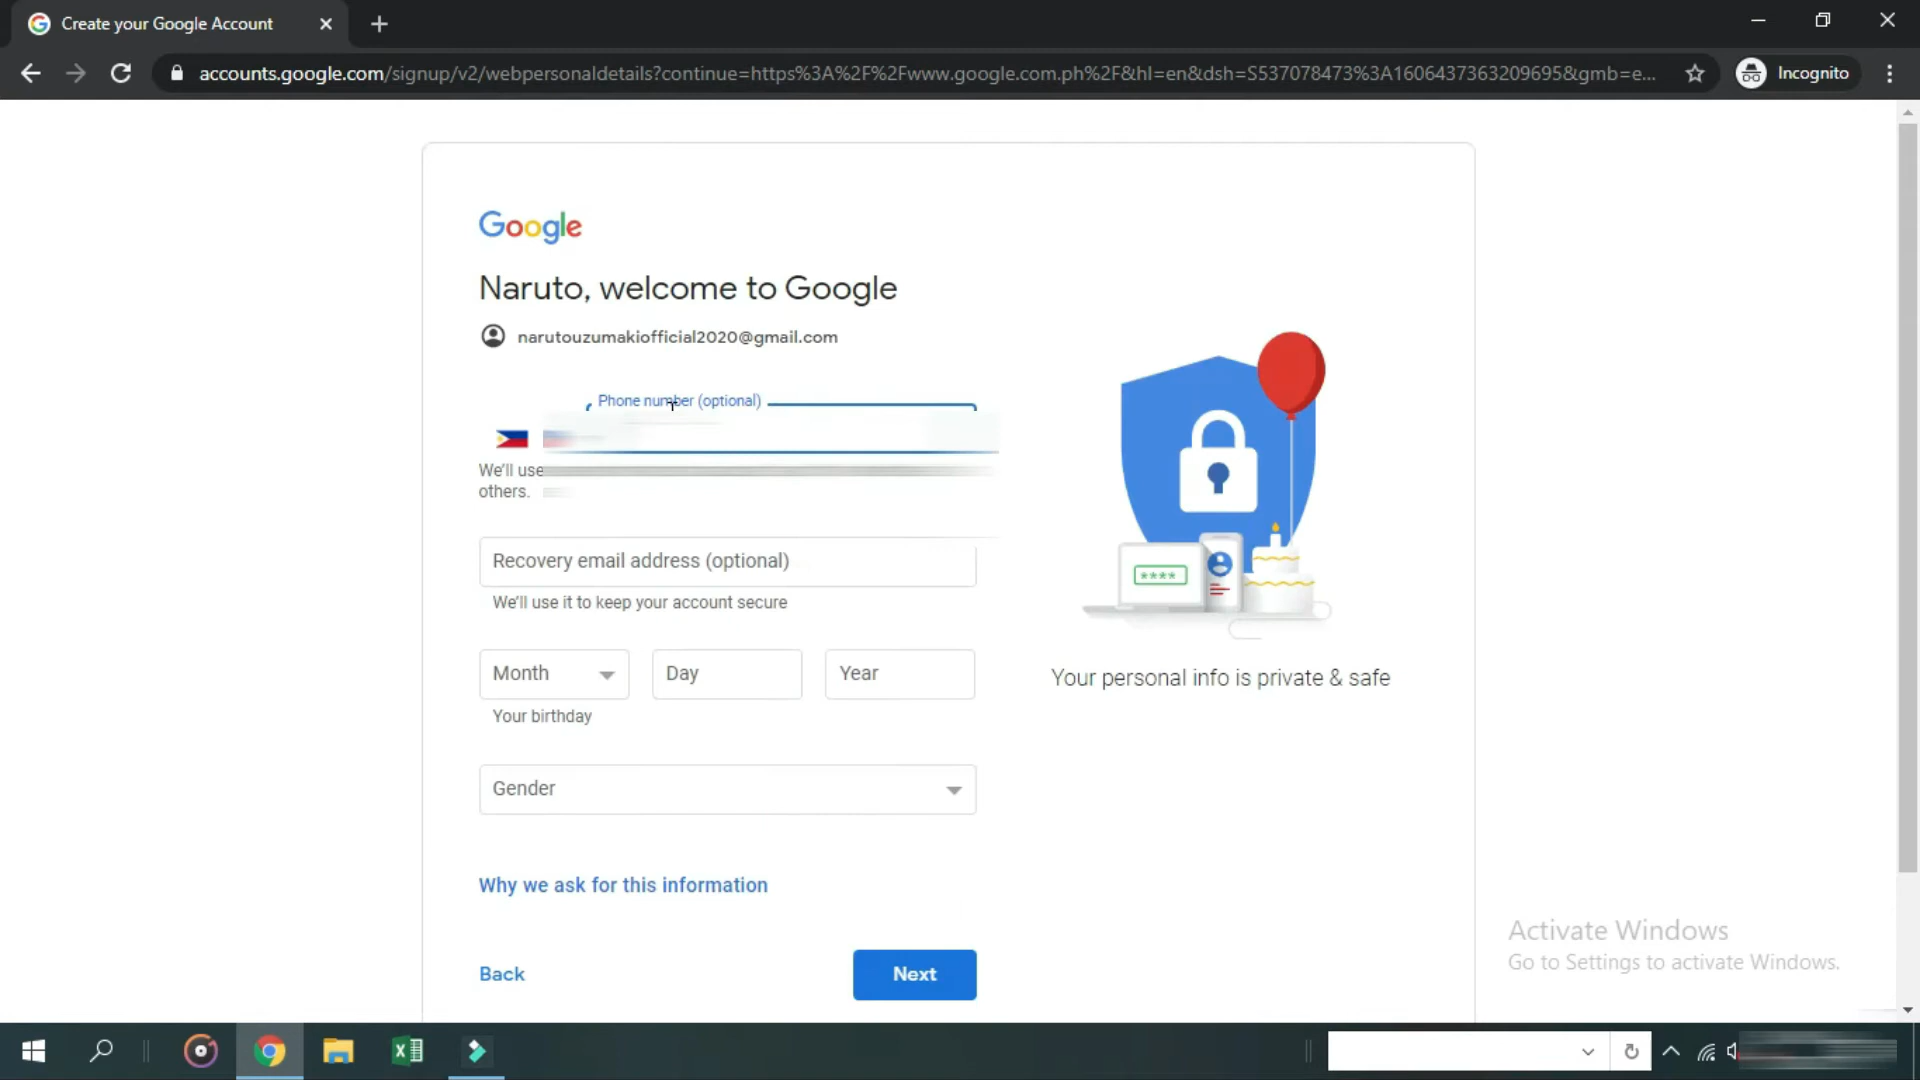 Create your Google Account
accounts.google.com/signup/v2/webpersonaldetails?continue=https%3A%2F%2Fwww.google.com.ph%2F&hl=en&dsh=S537078473%3A1606437363209695&gmb=e...
Incognito
Google
Naruto, welcome to Google
narutouzumakiofficial2020@gmail.com
Phone number (optional)
We'll use
others.
Recovery email address (optional)
We'll use it to keep your account secure
Month
Day
Year
Your birthday
Gender
Why we ask for this information
Back
Next
****
Your personal info is private & safe
Activate Windows
Go to Settings to activate Windows.